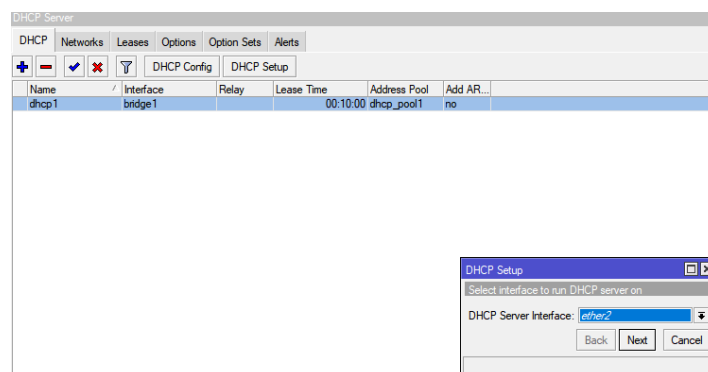 DHCP Server
DHCP Networks Leases Options Option Sets Alerts
DHCP Config DHCP Setup
Name Interface Relay Lease Time Address Pool Add AR...
dhcp1 bridge1 00:10:00 dhcp_pool1 no
DHCP Setup
Select interface to run DHCP server on
DHCP Server Interface: ether2
Back Next Cancel